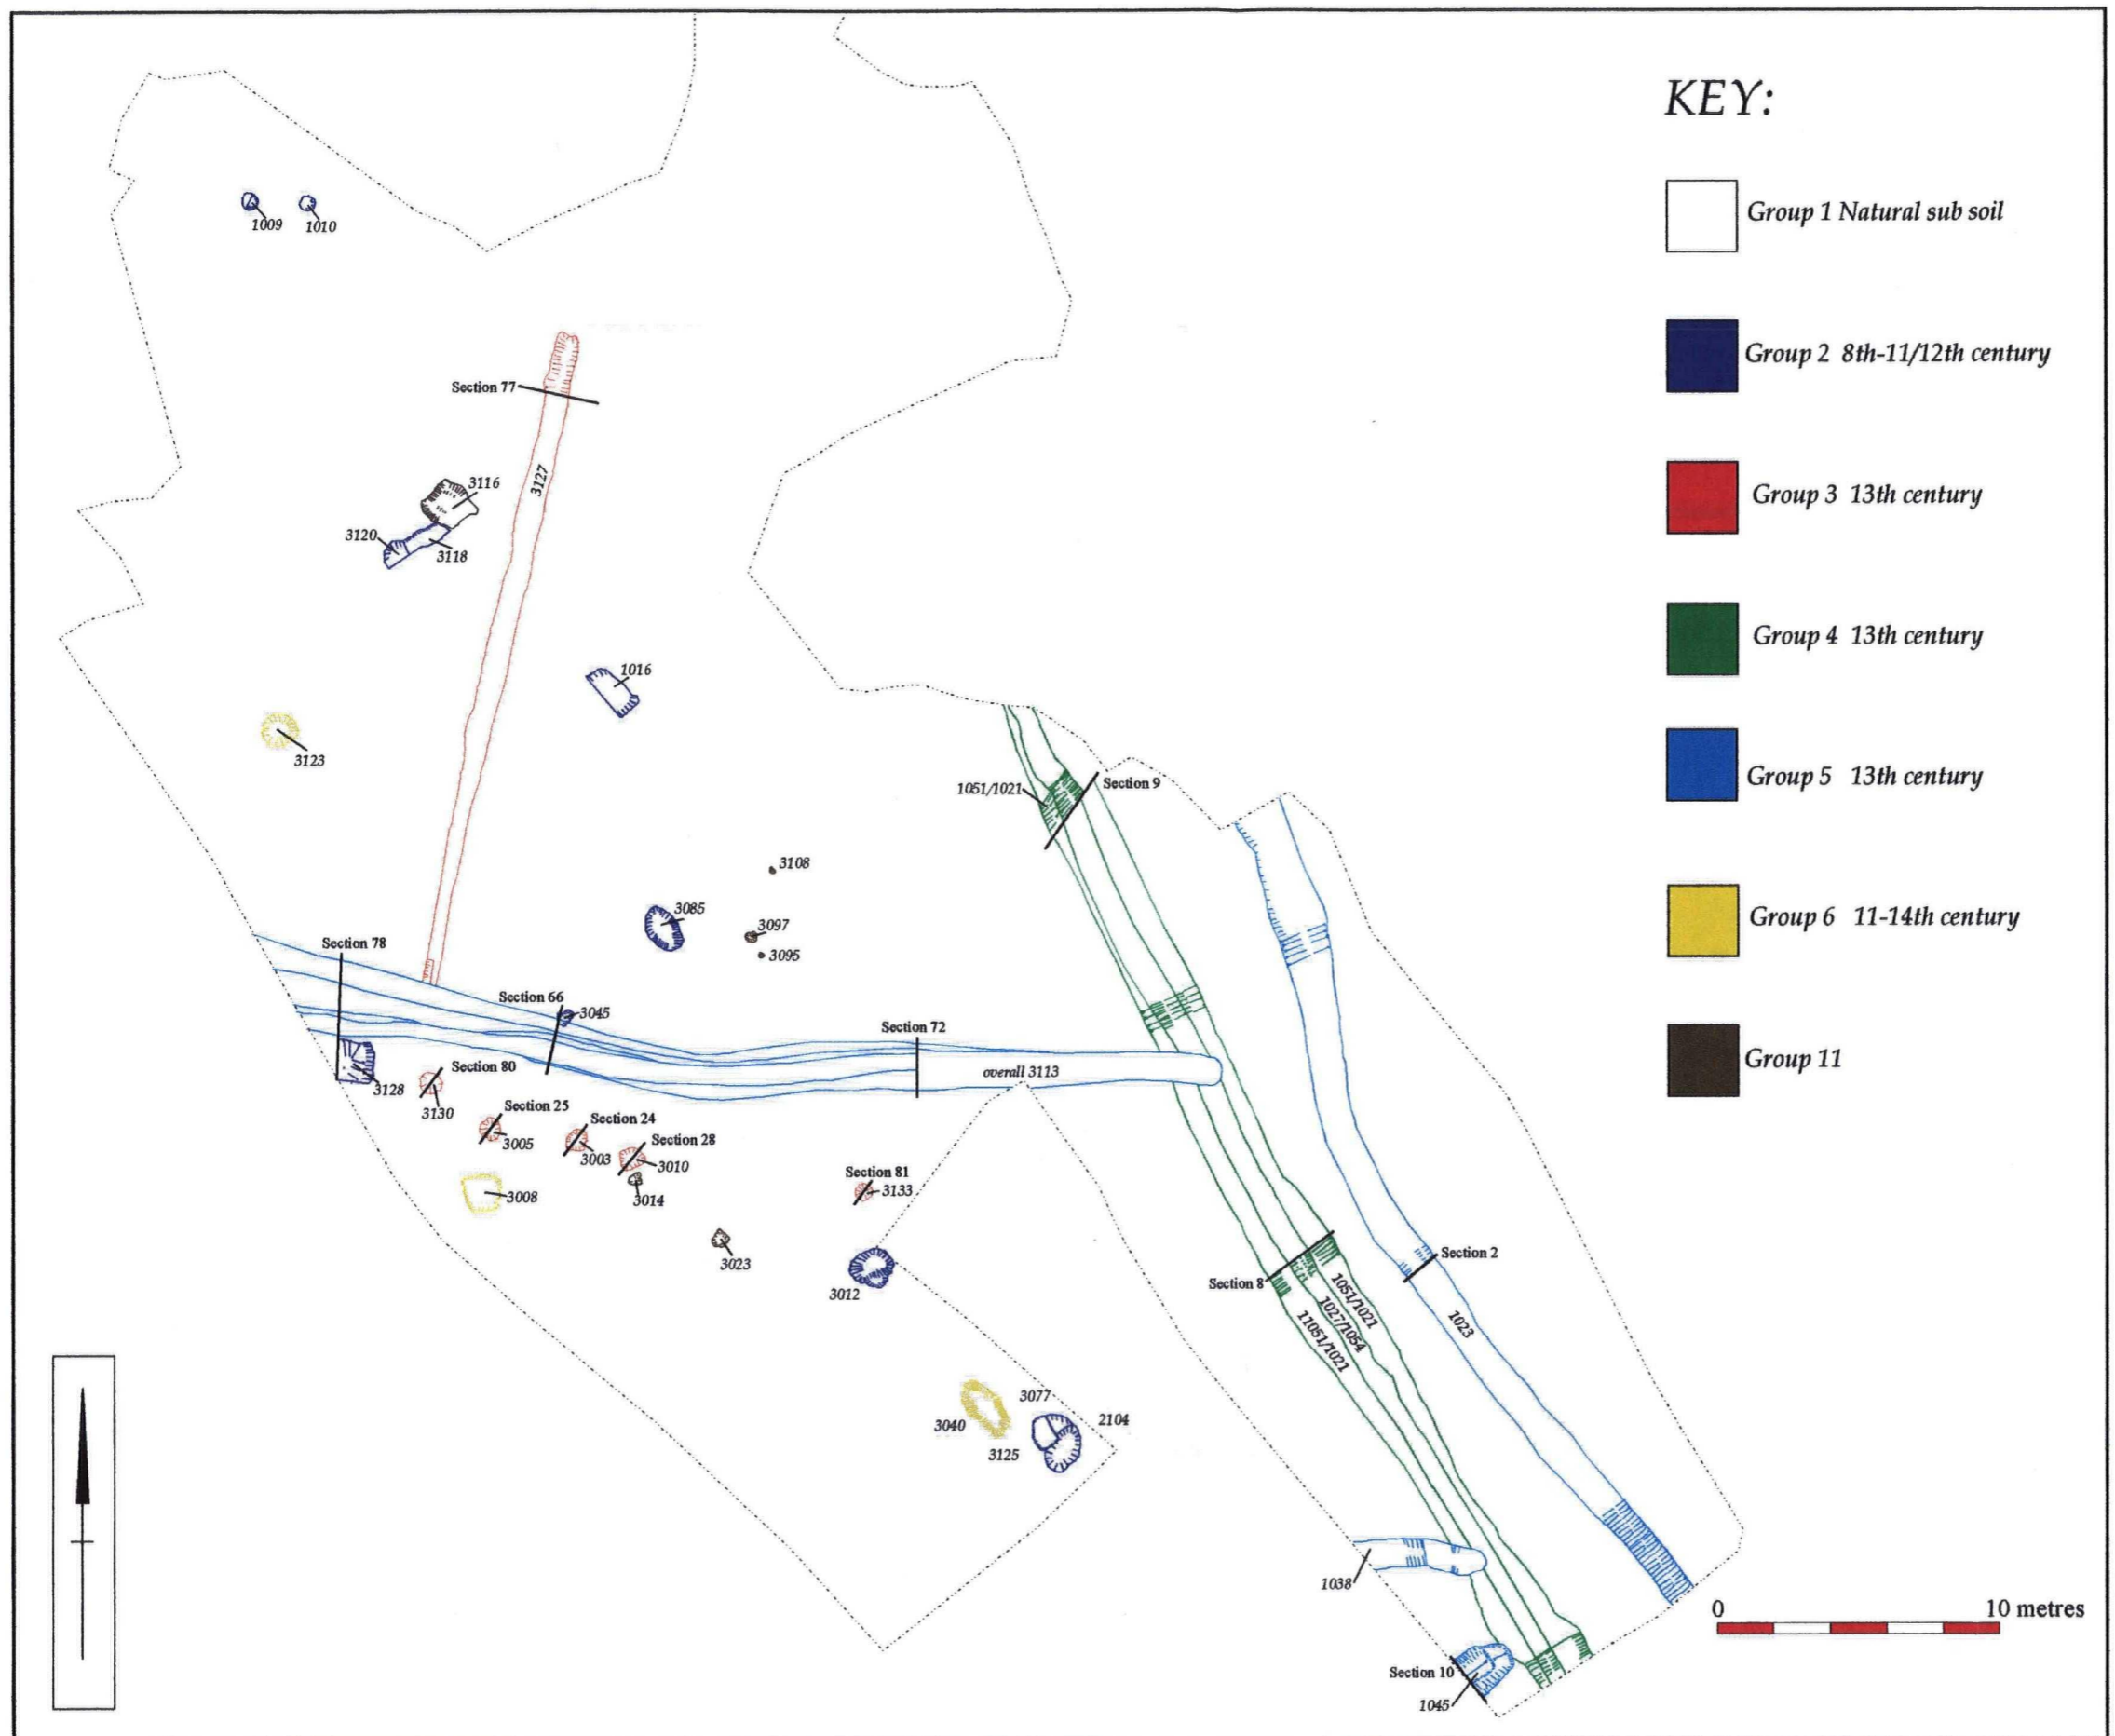 KEY:
Group 1 Natural sub soil
Group 2 8th-11/12th century
Group 3 13th century
Group 4 13th century
Group 5 13th century
Group 6 11-14th century
Group 11
1009
1010
Section 77
3127
3116
3120
3118
1016
3123
1051/1021
Section 9
3108
3085
3097
3095
Section 78
Section 66
3045
Section 72
overall 3113
3128
Section 80
3130
Section 25
3005
Section 24
3003
Section 28
3010
3014
3008
3023
Section 81
3133
3012
Section 8
1051/1021
1027/1054
11051/1021
Section 2
1023
3077
3040
2104
3125
1038
Section 10
1045
0 10 metres